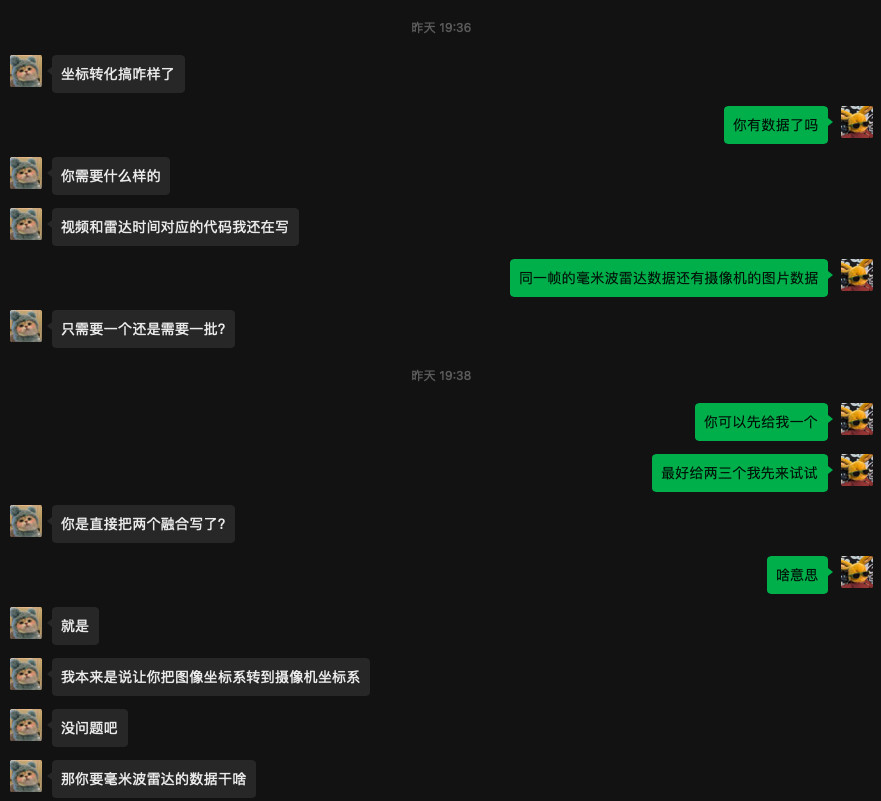 昨天 19:36
坐标转化搞咋样了
你有数据了吗
你需要什么样的
视频和雷达时间对应的代码我还在写
同一帧的毫米波雷达数据还有摄像机的图片数据
只需要一个还是需要一批?
昨天 19:38
你可以先给我一个
最好给两三个我先来试试
你是直接把两个融合写了?
啥意思
就是
我本来是说让你把图像坐标系转到摄像机坐标系
没问题吧
那你要毫米波雷达的数据干啥